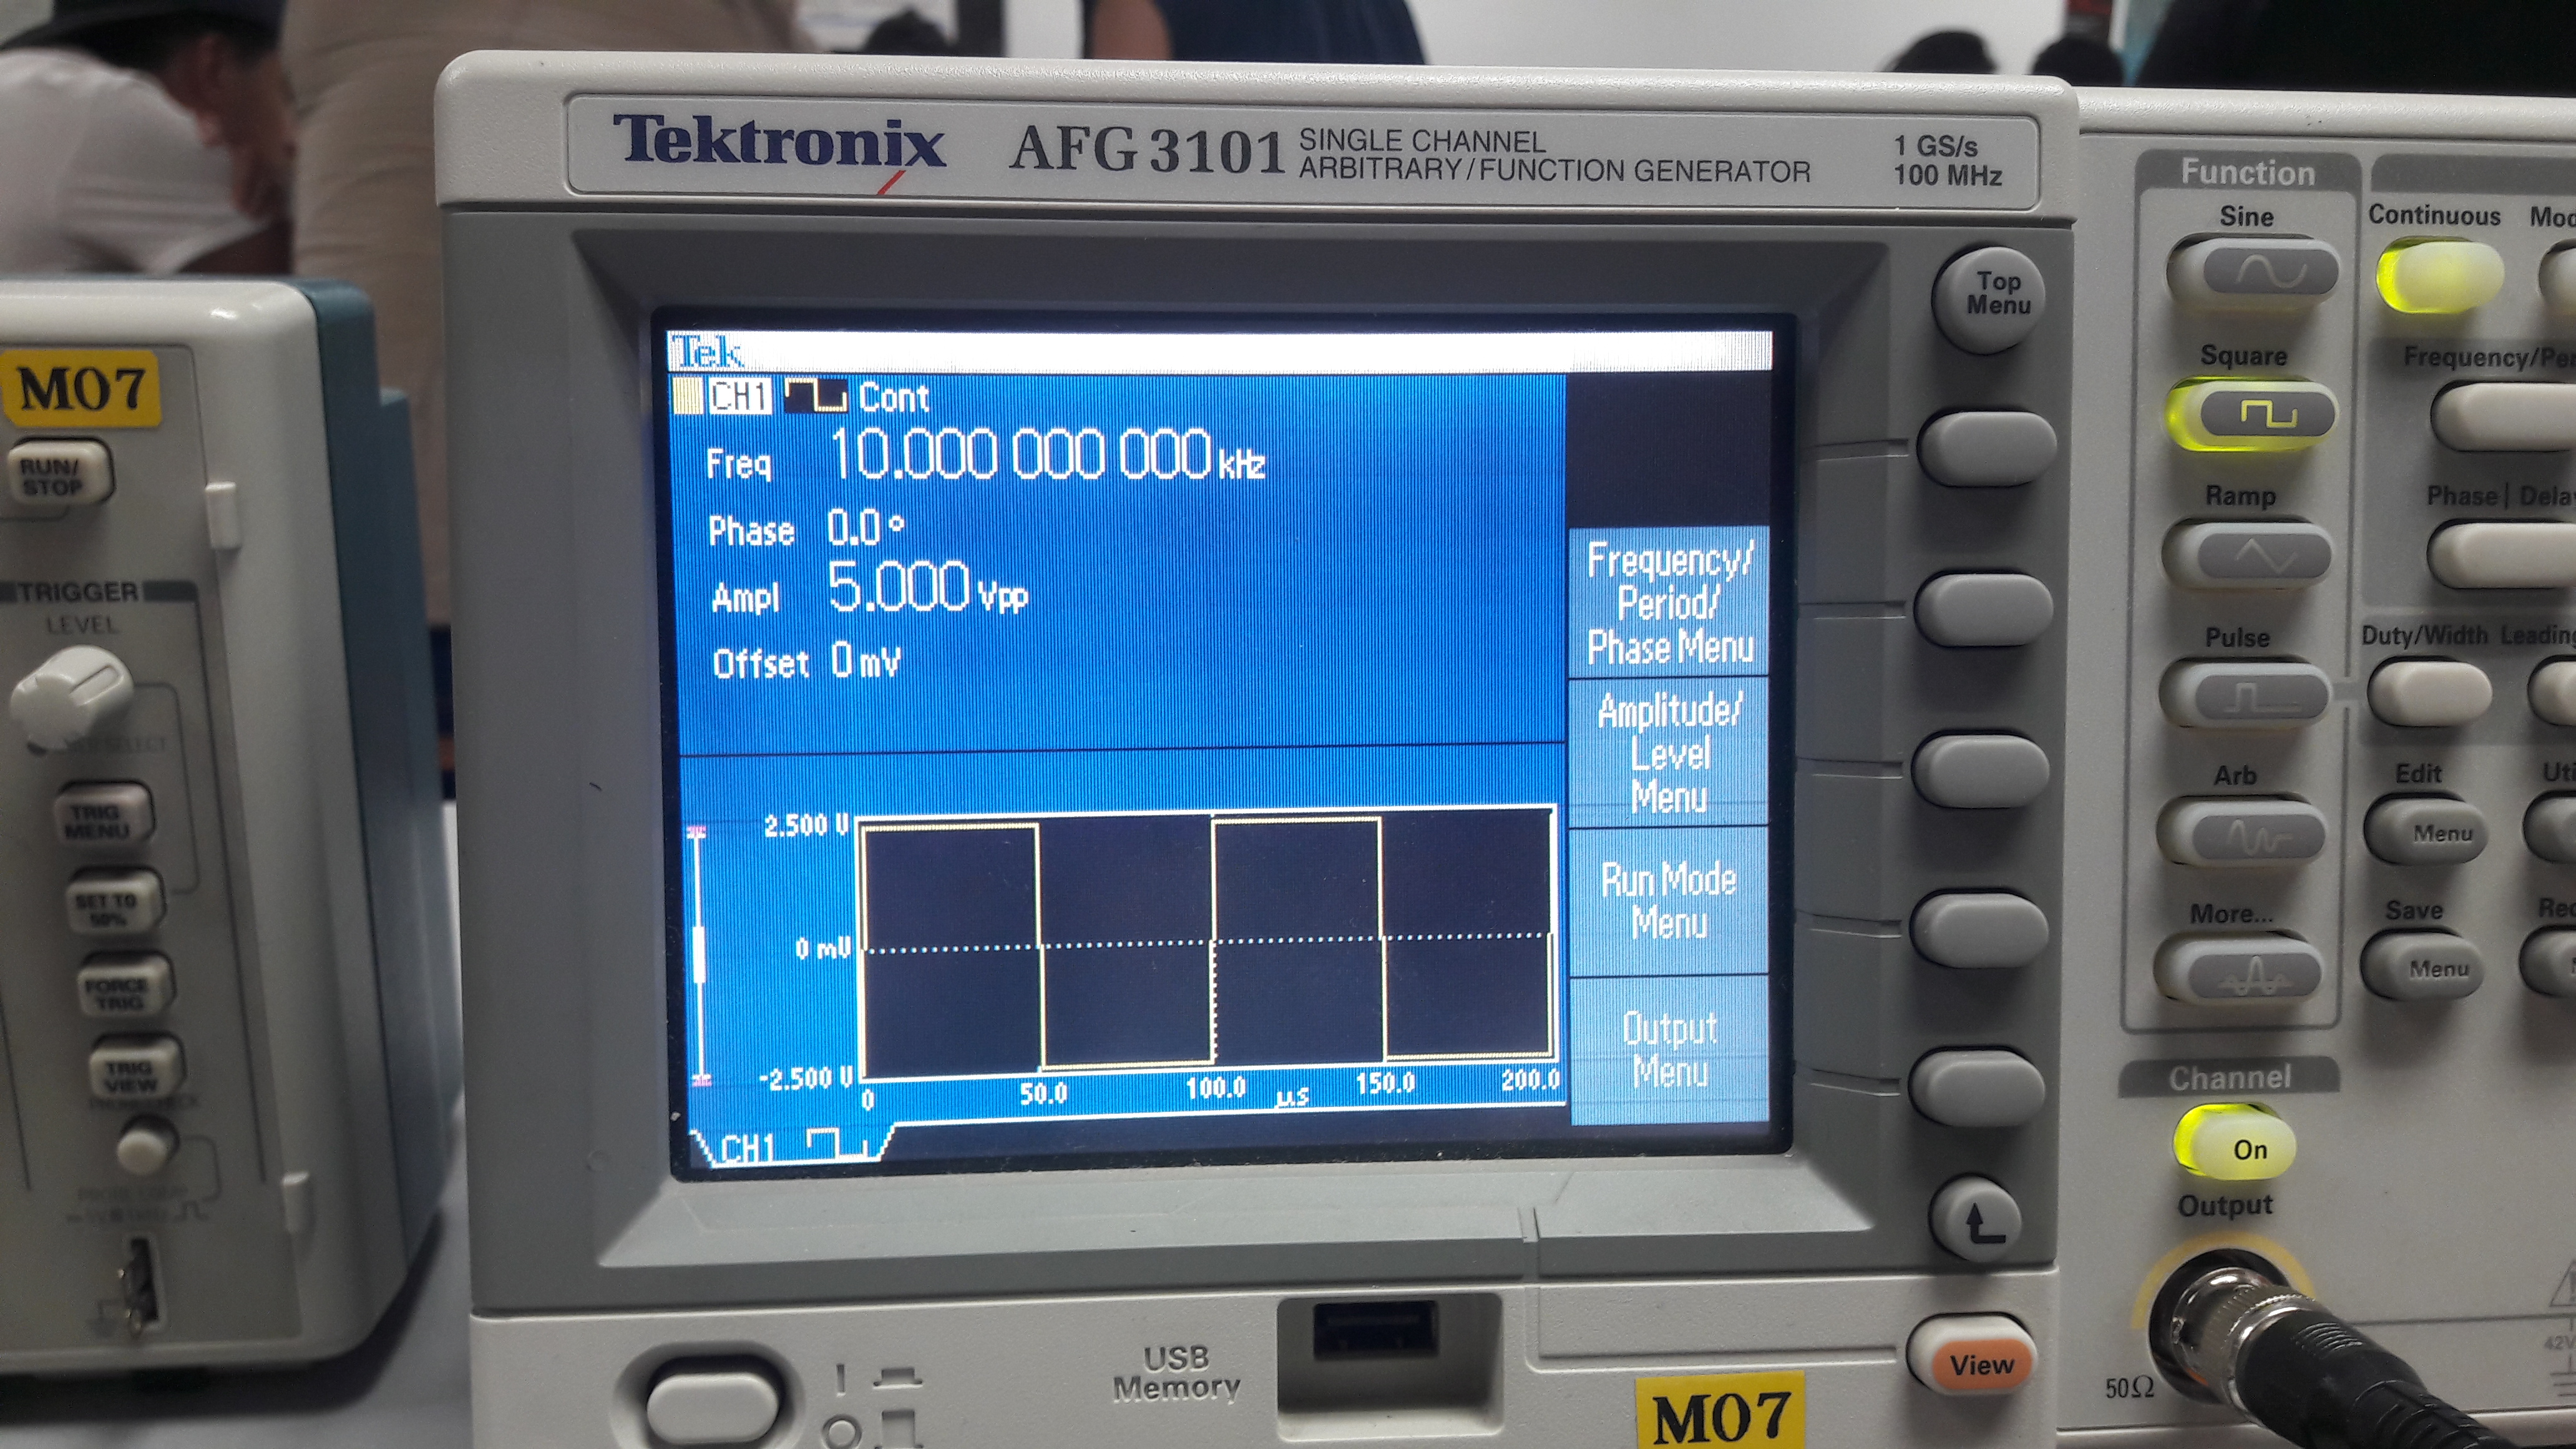 Tektronix AFG 3101 SINGLE CHANNEL
ARBITRARY/FUNCTION GENERATOR
1 GS/s
100 MHz
Tek
CH1 Cont
Freq 10.000 000 000 kHz
Phase 0.0°
Ampl 5.000 Vpp
Offset 0 mV
2.500 V
0 mV
-2.500 V
0 50.0 100.0 µs 150.0 200.0
CH1
Frequency/
Period/
Phase Menu
Amplitude/
Level
Menu
Run Mode
Menu
Output
Menu
Top
Menu
View
USB
Memory
M07
M07
RUN/
STOP
TRIGGER
LEVEL
TRIG
MENU
SET TO
50%
FORCE
TRIG
TRIG
VIEW
Function
Sine
Square
Ramp
Pulse
Arb
More...
Continuous
Phase
Duty/Width
Edit
Menu
Save
Menu
Channel
On
Output
50Ω